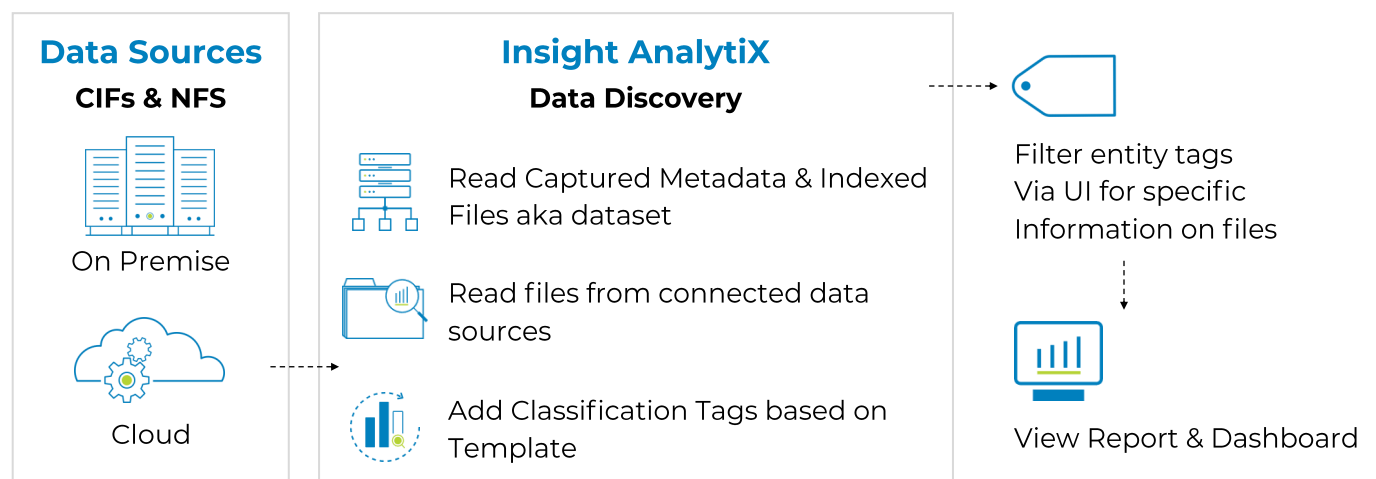 Data Sources
CIFs & NFS
On Premise
Cloud
Insight AnalytiX
Data Discovery
Read Captured Metadata & Indexed
Files aka dataset
Read files from connected data
sources
Add Classification Tags based on
Template
Filter entity tags
Via UI for specific
Information on files
View Report & Dashboard